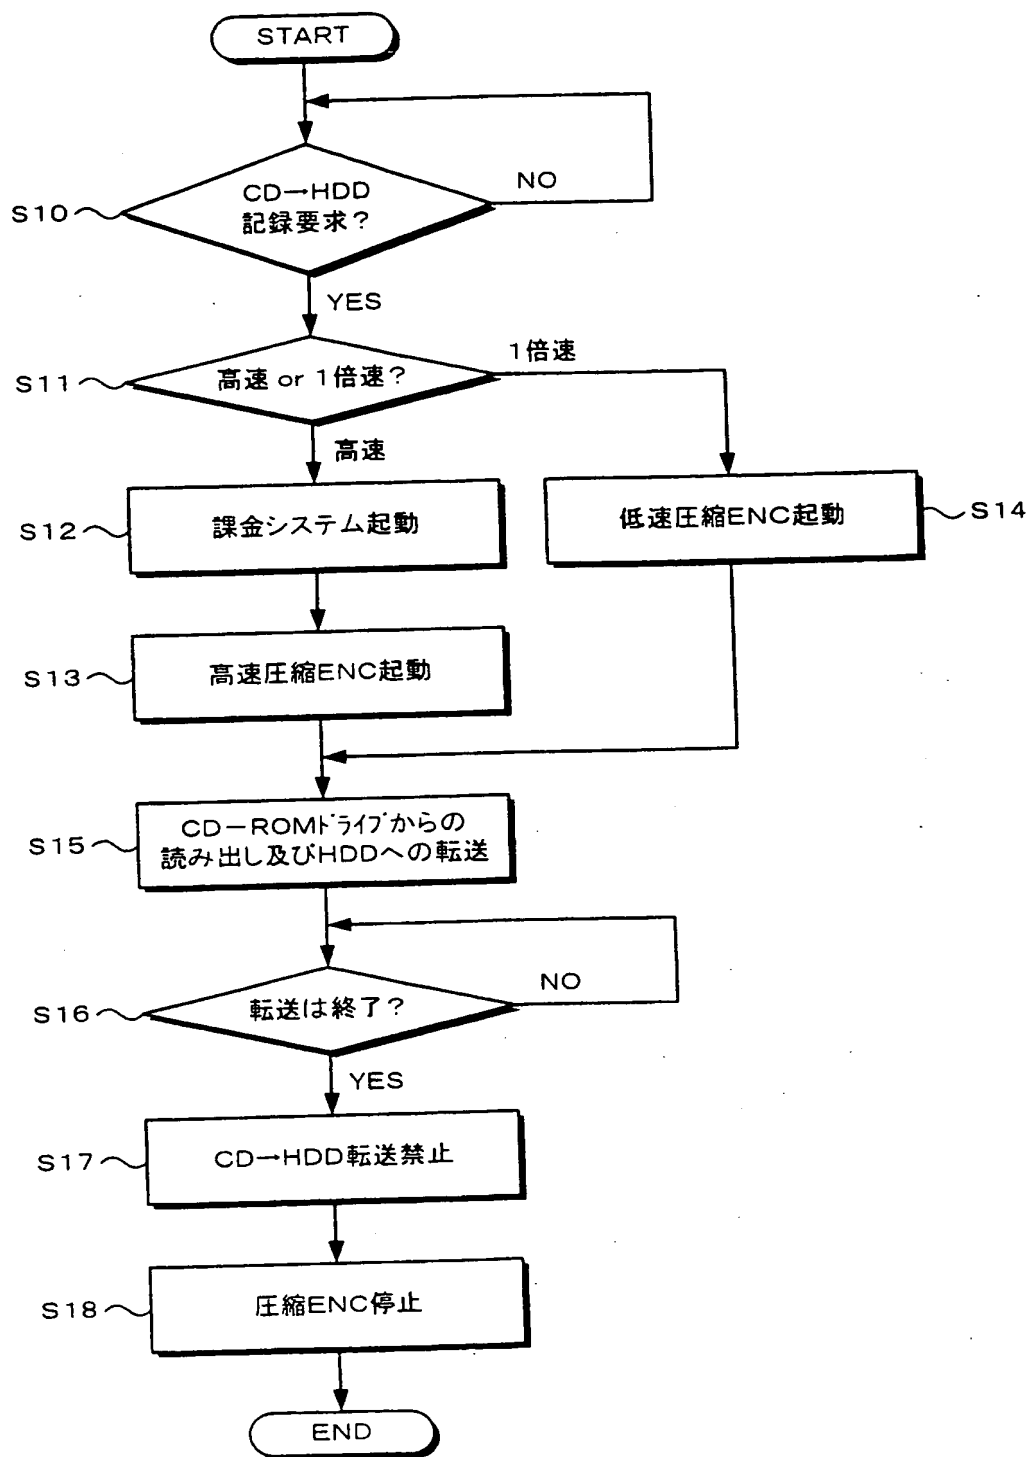 START
CD→HDD
記録要求?
NO
S10
YES
1倍速
高速 or 1倍速?
S11
高速
課金システム起動
S12
低速圧縮ENC起動
S14
高速圧縮ENC起動
S13
CD-ROMドライブからの
読み出し及びHDDへの転送
S15
NO
転送は終了?
S16
YES
CD→HDD転送禁止
S17
圧縮ENC停止
S18
END